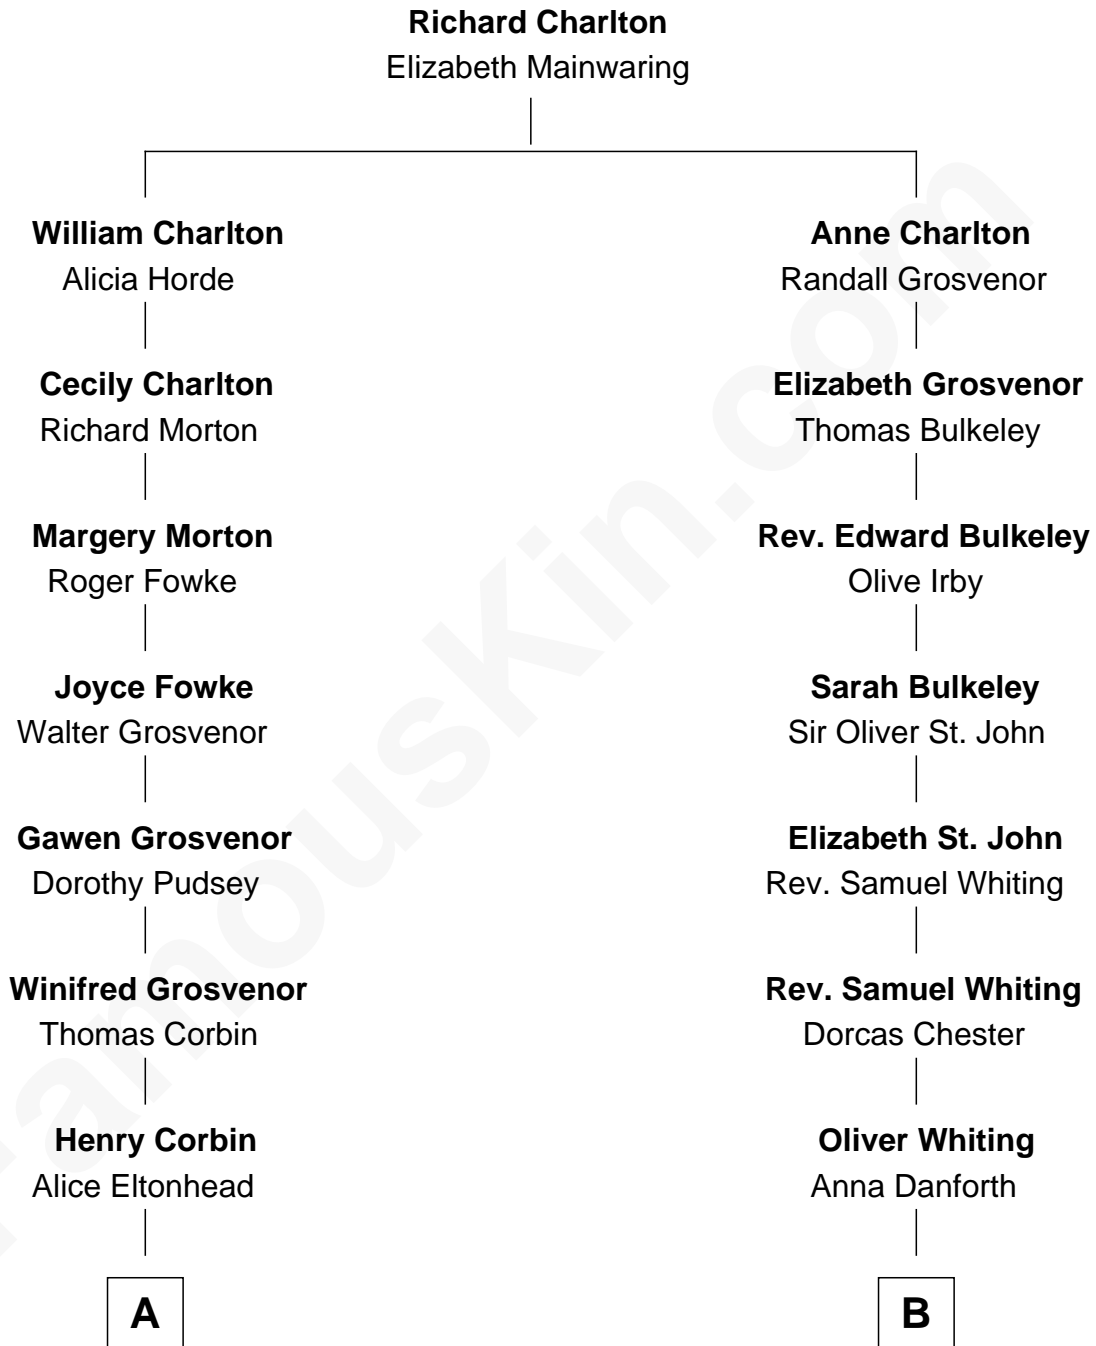 Richard Charlton
Elizabeth Mainwaring
William Charlton
Alicia Horde
Anne Charlton
Randall Grosvenor
Cecily Charlton
Richard Morton
Elizabeth Grosvenor
Thomas Bulkeley
Margery Morton
Roger Fowke
Rev. Edward Bulkeley
Olive Irby
Joyce Fowke
Walter Grosvenor
Sarah Bulkeley
Sir Oliver St. John
Gawen Grosvenor
Dorothy Pudsey
Elizabeth St. John
Rev. Samuel Whiting
Winifred Grosvenor
Thomas Corbin
Rev. Samuel Whiting
Dorcas Chester
Henry Corbin
Alice Eltonhead
Oliver Whiting
Anna Danforth
A
B
FamousKin.com